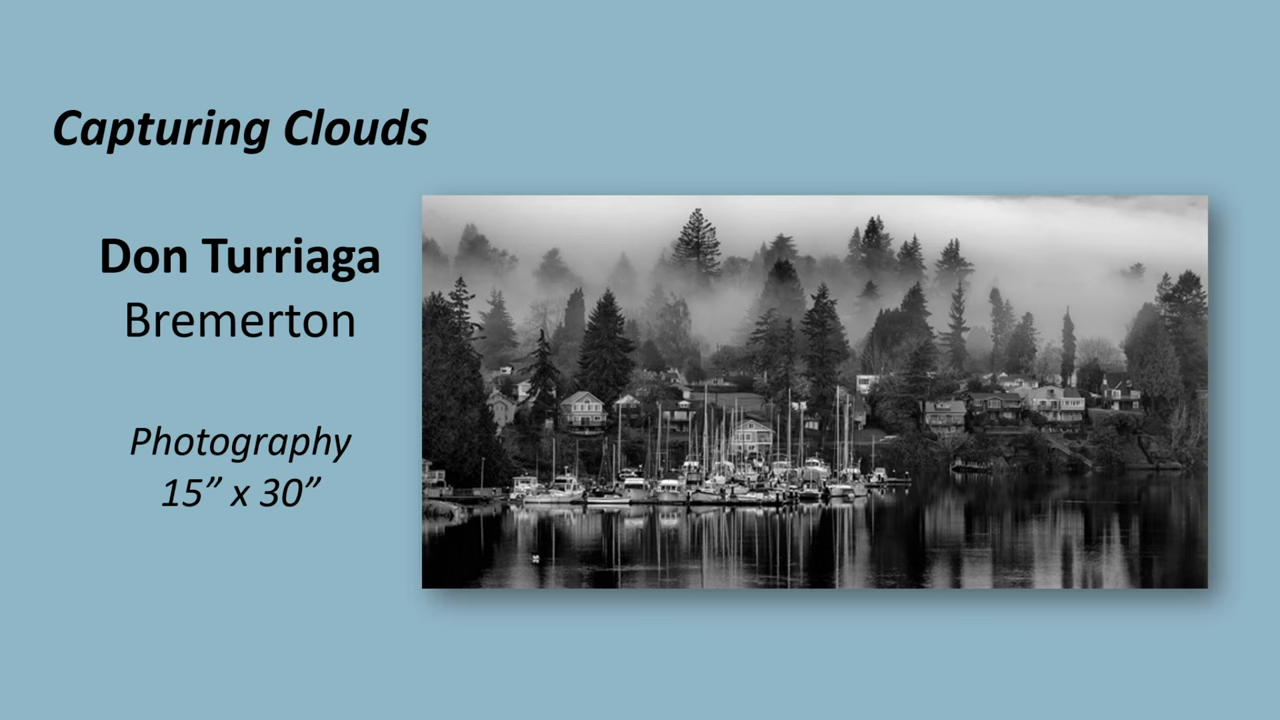 Capturing Clouds
Don Turriaga
Bremerton
Photography
15” x 30”